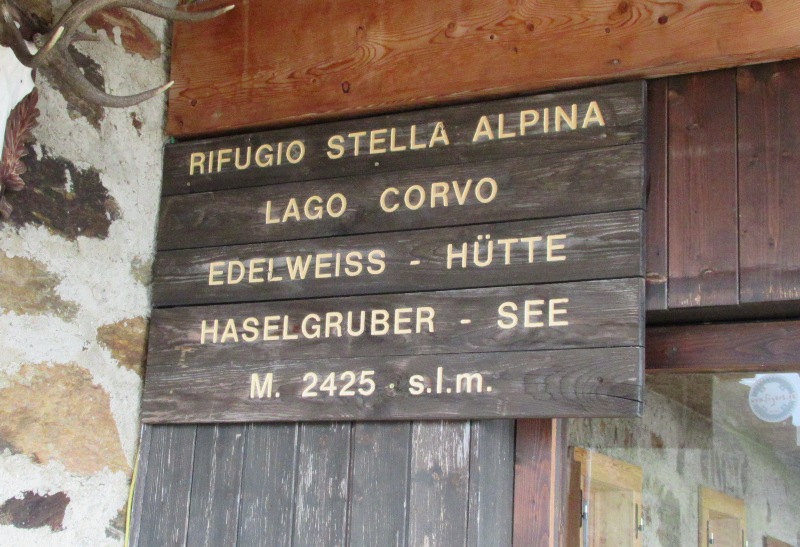 RIFUGIO STELLA ALPINA
LAGO CORVO
EDELWEISS - HÜTTE
HASELGRUBER - SEE
M. 2425 s.l.m.